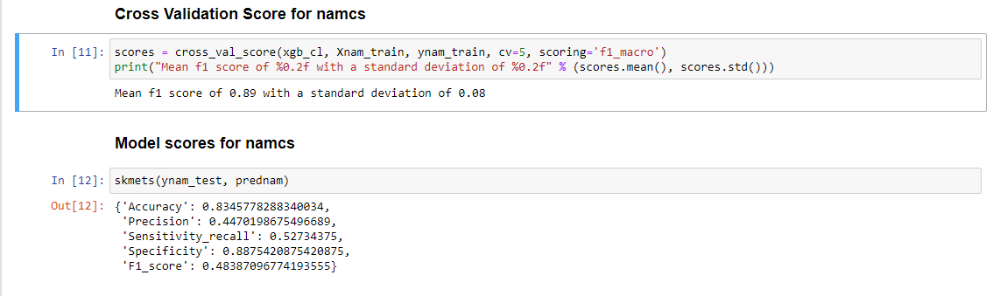 Cross Validation Score for namcs
In [11]: scores = cross_val_score(xgb_cl, Xnam_train, ynam_train, cv=5, scoring='f1_macro')
print("Mean f1 score of %0.2f with a standard deviation of %0.2f" % (scores.mean(), scores.std()))
Mean f1 score of 0.89 with a standard deviation of 0.08
Model scores for namcs
In [12]: skmets(ynam_test, prednam)
Out[12]: {'Accuracy': 0.8345778288340034,
'Precision': 0.4470198675496689,
'Sensitivity_recall': 0.52734375,
'Specificity': 0.8875420875420875,
'F1_score': 0.48387096774193555}